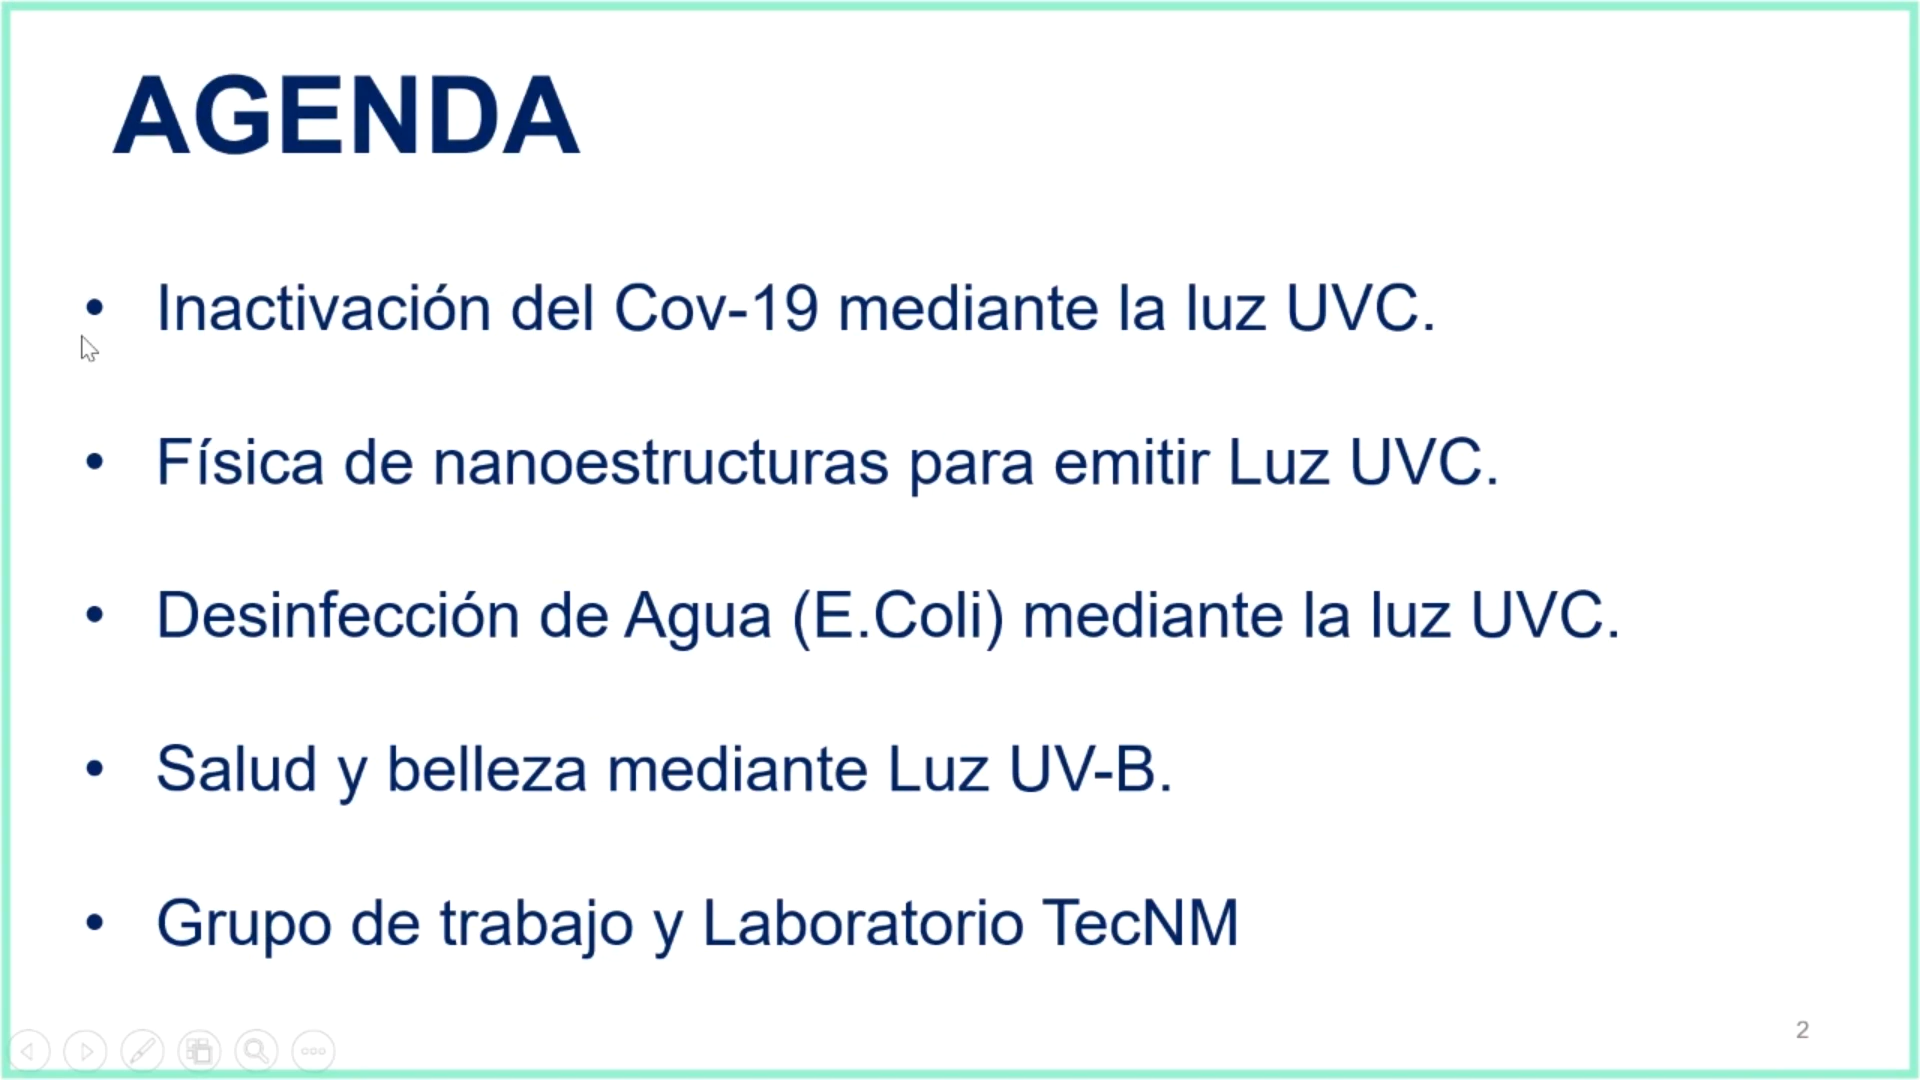 AGENDA
• Inactivación del Cov-19 mediante la luz UVC.
• Física de nanoestructuras para emitir Luz UVC.
• Desinfección de Agua (E.Coli) mediante la luz UVC.
• Salud y belleza mediante Luz UV-B.
• Grupo de trabajo y Laboratorio TecNM
2